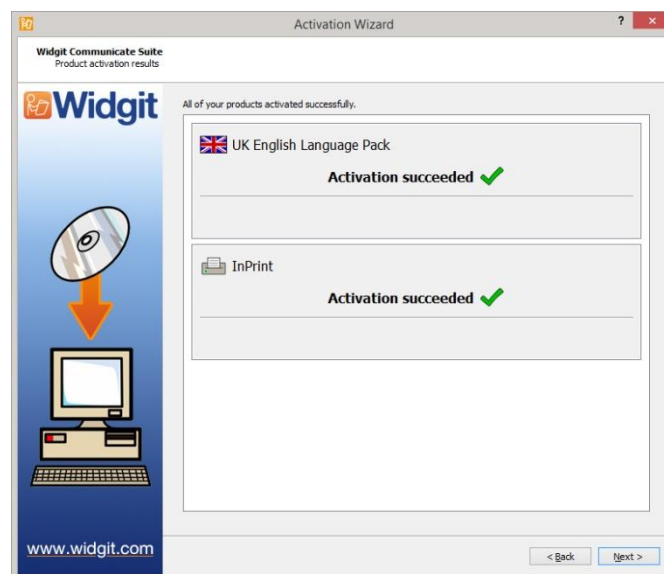 Activation Wizard
?
Widgit Communicate Suite
Product activation results
Widgit
All of your products activated successfully.
UK English Language Pack
Activation succeeded
InPrint
Activation succeeded
www.widgit.com
< Back
Next >